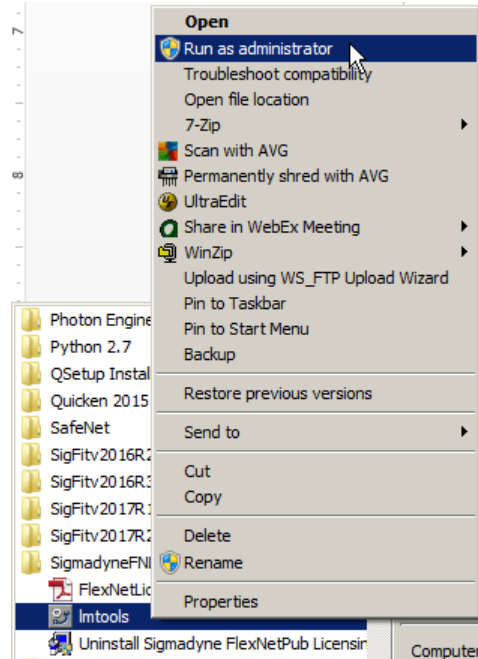 7
8
Open
Run as administrator
Troubleshoot compatibility
Open file location
7-Zip
Scan with AVG
Permanently shred with AVG
UltraEdit
Share in WebEx Meeting
WinZip
Upload using WS_FTP Upload Wizard
Pin to Taskbar
Pin to Start Menu
Backup
Restore previous versions
Send to
Cut
Copy
Delete
Rename
Properties
Photon Engine
Python 2.7
QSetup Instal
Quicken 2015
SafeNet
SigFitv2016R2
SigFitv2016R3
SigFitv2017R1
SigFitv2017R2
SigmadyneFNL
FlexNetLic
lmtools
Uninstall Sigmadyne FlexNetPub Licensin
Computer